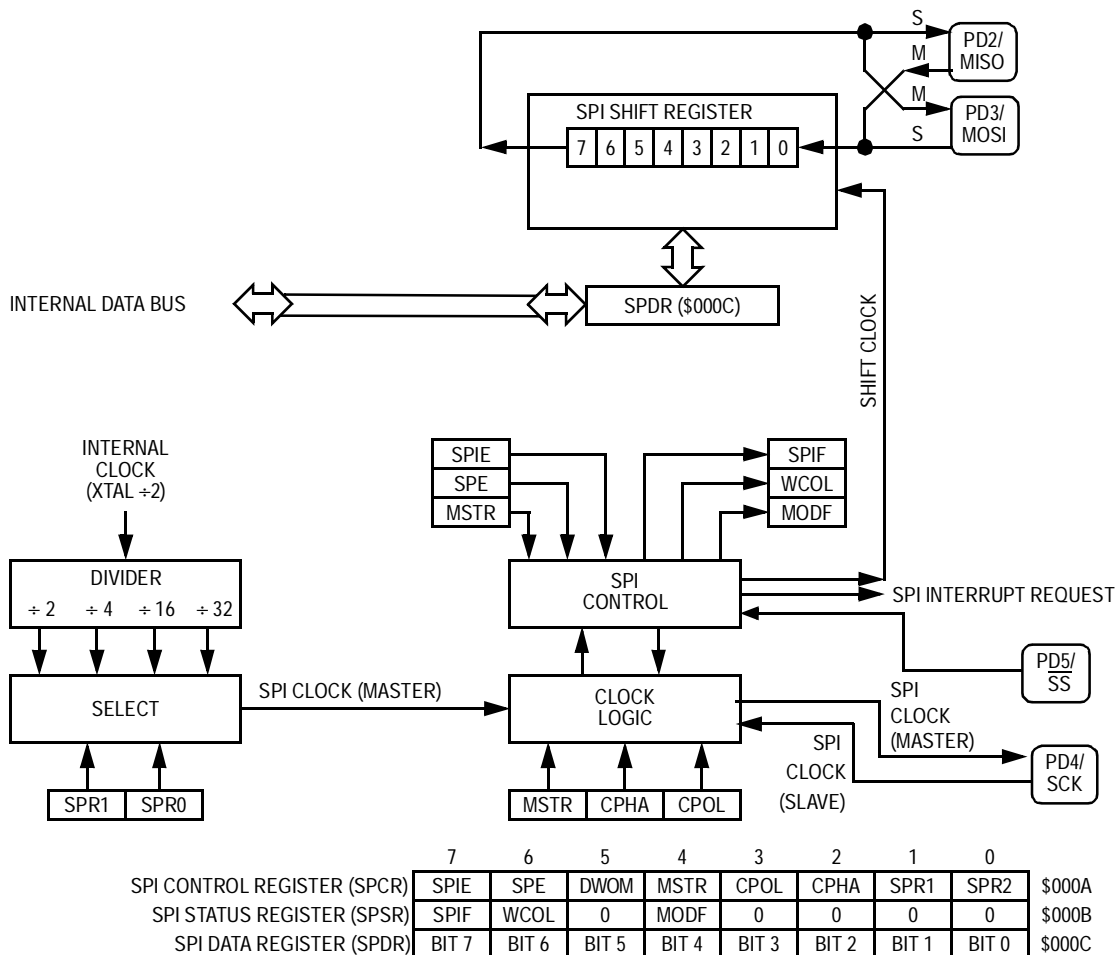 S
PD2/
MISO
M
M
PD3/
MOSI
S
SPI SHIFT REGISTER
7 6 5 4 3 2 1 0
INTERNAL DATA BUS
SPDR ($000C)
SHIFT CLOCK
INTERNAL
CLOCK
(XTAL ÷2)
SPIE
SPE
MSTR
SPIF
WCOL
MODF
DIVIDER
÷ 2 ÷ 4 ÷ 16 ÷ 32
SPI
CONTROL
SPI INTERRUPT REQUEST
PD5/
SS
SELECT
SPI CLOCK (MASTER)
CLOCK
LOGIC
SPI
CLOCK
(MASTER)
SPI
CLOCK
(SLAVE)
PD4/
SCK
SPR1 SPR0
MSTR CPHA CPOL
7 6 5 4 3 2 1 0
SPI CONTROL REGISTER (SPCR) SPIE SPE DWOM MSTR CPOL CPHA SPR1 SPR2 $000A
SPI STATUS REGISTER (SPSR) SPIF WCOL 0 MODF 0 0 0 0 $000B
SPI DATA REGISTER (SPDR) BIT 7 BIT 6 BIT 5 BIT 4 BIT 3 BIT 2 BIT 1 BIT 0 $000C